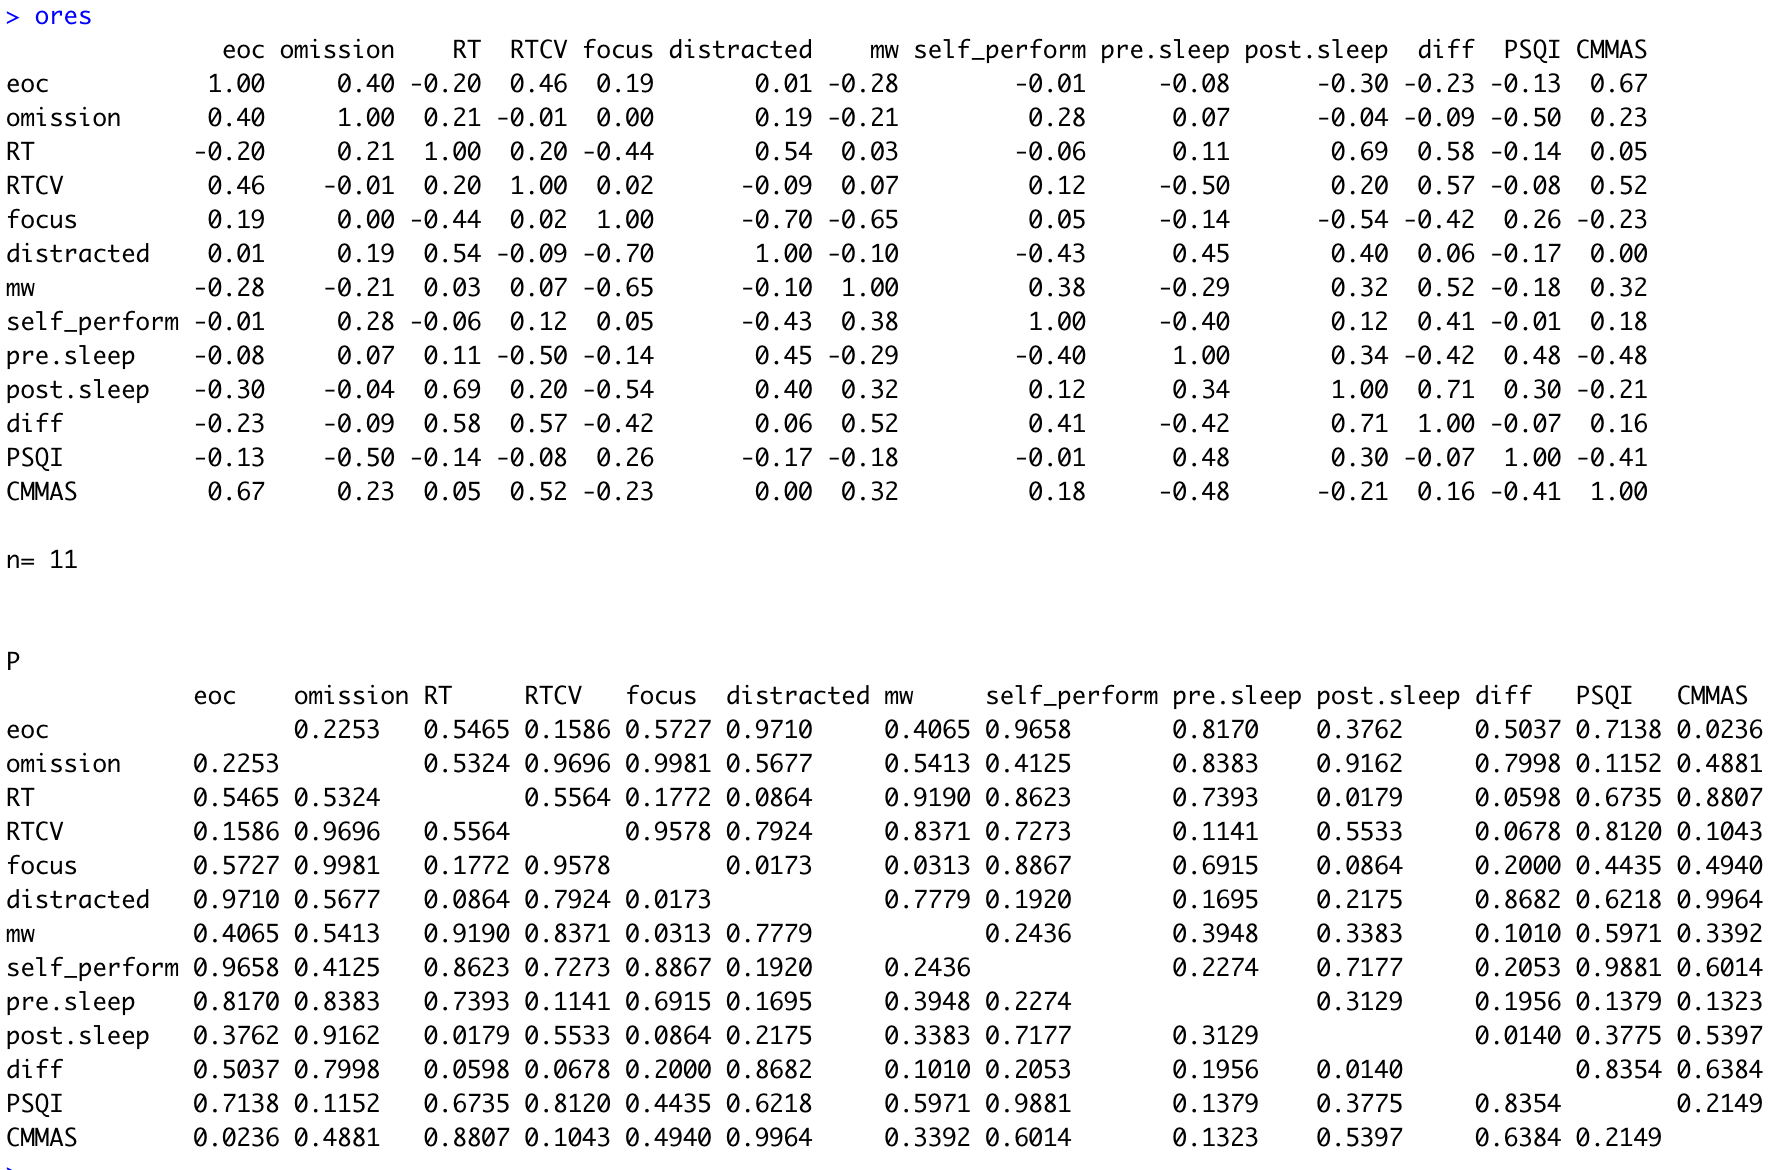 > ores
eoc omission RT RTCV focus distracted mw self_perform pre.sleep post.sleep diff PSQI CMMAS
eoc 1.00 0.40 -0.20 0.46 0.19 0.01 -0.28 -0.01 -0.08 -0.30 -0.23 -0.13 0.67
omission 0.40 1.00 0.21 -0.01 0.00 0.19 -0.21 0.28 0.07 -0.04 -0.09 -0.50 0.23
RT -0.20 0.21 1.00 0.20 -0.44 0.54 0.03 -0.06 0.11 0.69 0.58 -0.14 0.05
RTCV 0.46 -0.01 0.20 1.00 0.02 -0.09 0.07 0.12 -0.50 0.20 0.57 -0.08 0.52
focus 0.19 0.00 -0.44 0.02 1.00 -0.70 -0.65 0.05 -0.14 -0.54 -0.42 0.26 -0.23
distracted 0.01 0.19 0.54 -0.09 -0.70 1.00 -0.10 -0.43 0.45 0.40 0.06 -0.17 0.00
mw -0.28 -0.21 0.03 0.07 -0.65 -0.10 1.00 0.38 -0.29 0.32 0.52 -0.18 0.32
self_perform -0.01 0.28 -0.06 0.12 0.05 -0.43 0.38 1.00 -0.40 0.12 0.41 -0.01 0.18
pre.sleep -0.08 0.07 0.11 -0.50 -0.14 0.45 -0.29 -0.40 1.00 0.34 -0.42 0.48 -0.48
post.sleep -0.30 -0.04 0.69 0.20 -0.54 0.40 0.32 0.12 0.34 1.00 0.71 0.30 -0.21
diff -0.23 -0.09 0.58 0.57 -0.42 0.06 0.52 0.41 -0.42 0.71 1.00 -0.07 0.16
PSQI -0.13 -0.50 -0.14 -0.08 0.26 -0.17 -0.18 -0.01 0.48 0.30 -0.07 1.00 -0.41
CMMAS 0.67 0.23 0.05 0.52 -0.23 0.00 0.32 0.18 -0.48 -0.21 0.16 -0.41 1.00
n= 11
P
eoc omission RT RTCV focus distracted mw self_perform pre.sleep post.sleep diff PSQI CMMAS
eoc 0.2253 0.5465 0.1586 0.5727 0.9710 0.4065 0.9658 0.8170 0.3762 0.5037 0.7138 0.0236
omission 0.2253 0.5324 0.9696 0.9981 0.5677 0.5413 0.4125 0.8383 0.9162 0.7998 0.1152 0.4881
RT 0.5465 0.5324 0.5564 0.1772 0.0864 0.9190 0.8623 0.7393 0.0179 0.0598 0.6735 0.8807
RTCV 0.1586 0.9696 0.5564 0.9578 0.7924 0.8371 0.7273 0.1141 0.5533 0.0678 0.8120 0.1043
focus 0.5727 0.9981 0.1772 0.9578 0.0173 0.0313 0.8867 0.6915 0.0864 0.2000 0.4435 0.4940
distracted 0.9710 0.5677 0.0864 0.7924 0.0173 0.7779 0.1920 0.1695 0.2175 0.8682 0.6218 0.9964
mw 0.4065 0.5413 0.9190 0.8371 0.0313 0.7779 0.2436 0.3948 0.3383 0.1010 0.5971 0.3392
self_perform 0.9658 0.4125 0.8623 0.7273 0.8867 0.1920 0.2436 0.2274 0.7177 0.2053 0.9881 0.6014
pre.sleep 0.8170 0.8383 0.7393 0.1141 0.6915 0.1695 0.3948 0.2274 0.3129 0.1956 0.1379 0.1323
post.sleep 0.3762 0.9162 0.0179 0.5533 0.0864 0.2175 0.3383 0.7177 0.3129 0.0140 0.3775 0.5397
diff 0.5037 0.7998 0.0598 0.0678 0.2000 0.8682 0.1010 0.2053 0.1956 0.0140 0.8354 0.6384
PSQI 0.7138 0.1152 0.6735 0.8120 0.4435 0.6218 0.5971 0.9881 0.1379 0.3775 0.8354 0.2149
CMMAS 0.0236 0.4881 0.8807 0.1043 0.4940 0.9964 0.3392 0.6014 0.1323 0.5397 0.6384 0.2149